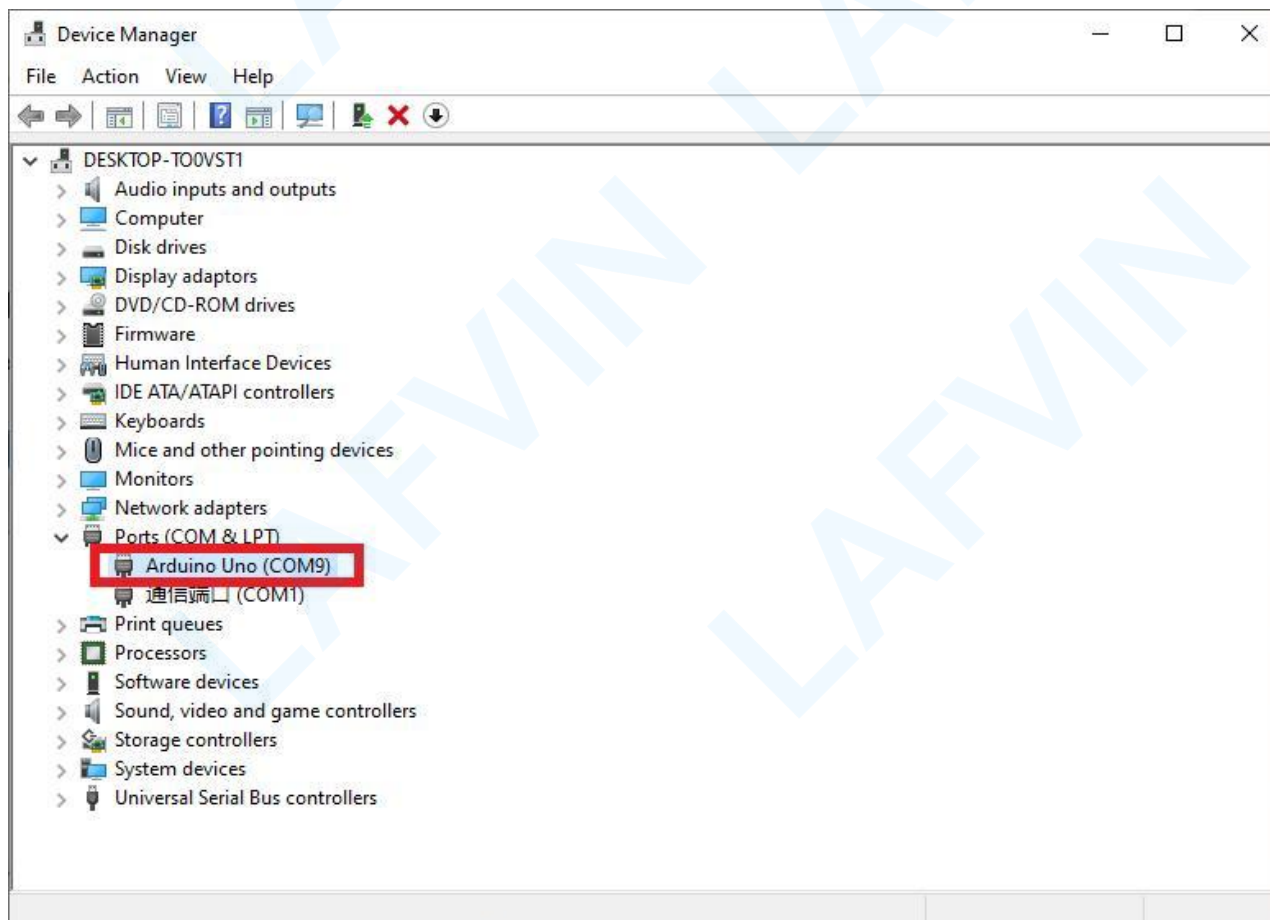 Device Manager
File Action View Help
DESKTOP-TO0VST1
Audio inputs and outputs
Computer
Disk drives
Display adaptors
DVD/CD-ROM drives
Firmware
Human Interface Devices
IDE ATA/ATAPI controllers
Keyboards
Mice and other pointing devices
Monitors
Network adapters
Ports (COM & LPT)
Arduino Uno (COM9)
通信端口 (COM1)
Print queues
Processors
Software devices
Sound, video and game controllers
Storage controllers
System devices
Universal Serial Bus controllers
LAFVIN
LAFVIN